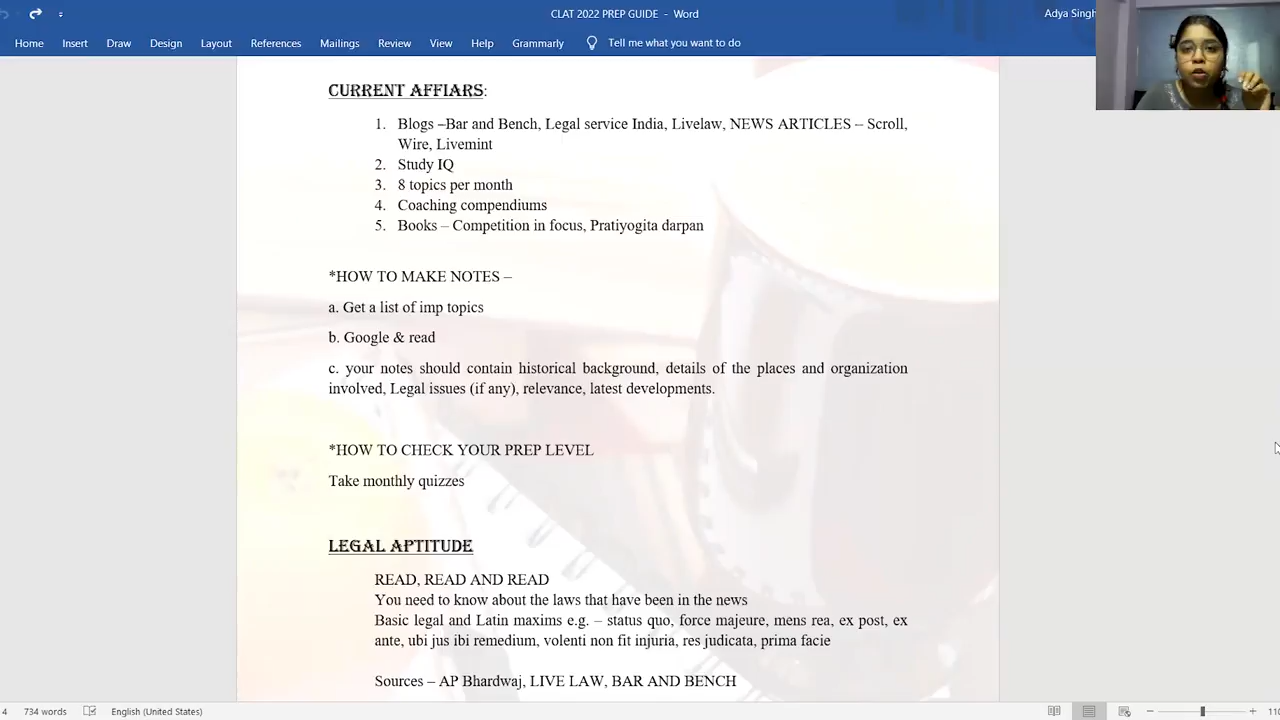 CLAT 2022 PREP GUIDE - Word
Adya Singh
Home Insert Draw Design Layout References Mailings Review View Help Grammarly Tell me what you want to do
CURRENT AFFIARS:
1. Blogs –Bar and Bench, Legal service India, Livelaw, NEWS ARTICLES – Scroll,
Wire, Livemint
2. Study IQ
3. 8 topics per month
4. Coaching compendiums
5. Books – Competition in focus, Pratiyogita darpan
*HOW TO MAKE NOTES –
a. Get a list of imp topics
b. Google & read
c. your notes should contain historical background, details of the places and organization
involved, Legal issues (if any), relevance, latest developments.
*HOW TO CHECK YOUR PREP LEVEL
Take monthly quizzes
LEGAL APTITUDE
READ, READ AND READ
You need to know about the laws that have been in the news
Basic legal and Latin maxims e.g. – status quo, force majeure, mens rea, ex post, ex
ante, ubi jus ibi remedium, volenti non fit injuria, res judicata, prima facie
Sources – AP Bhardwaj, LIVE LAW, BAR AND BENCH
4 734 words English (United States) 110